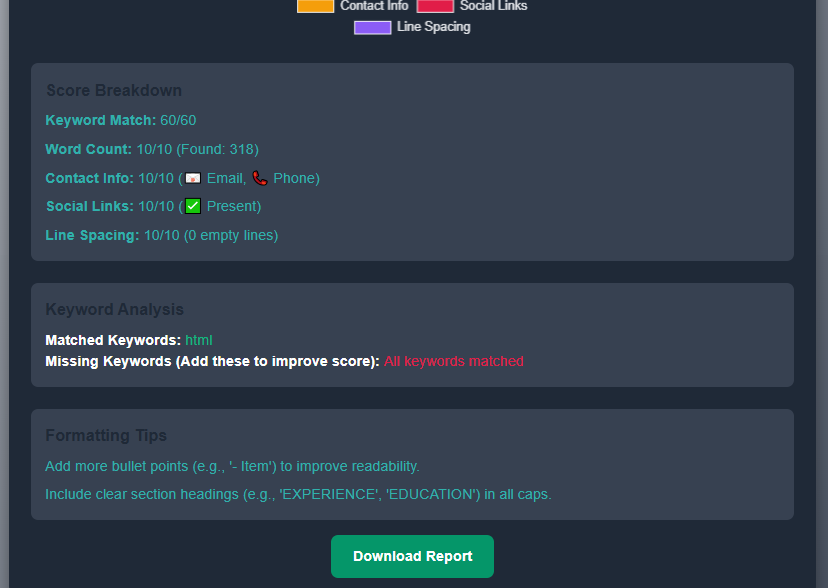 Contact Info Social Links
Line Spacing
Score Breakdown
Keyword Match: 60/60
Word Count: 10/10 (Found: 318)
Contact Info: 10/10 (📧 Email, 📞 Phone)
Social Links: 10/10 (✅ Present)
Line Spacing: 10/10 (0 empty lines)
Keyword Analysis
Matched Keywords: html
Missing Keywords (Add these to improve score): All keywords matched
Formatting Tips
Add more bullet points (e.g., '- Item') to improve readability.
Include clear section headings (e.g., 'EXPERIENCE', 'EDUCATION') in all caps.
Download Report